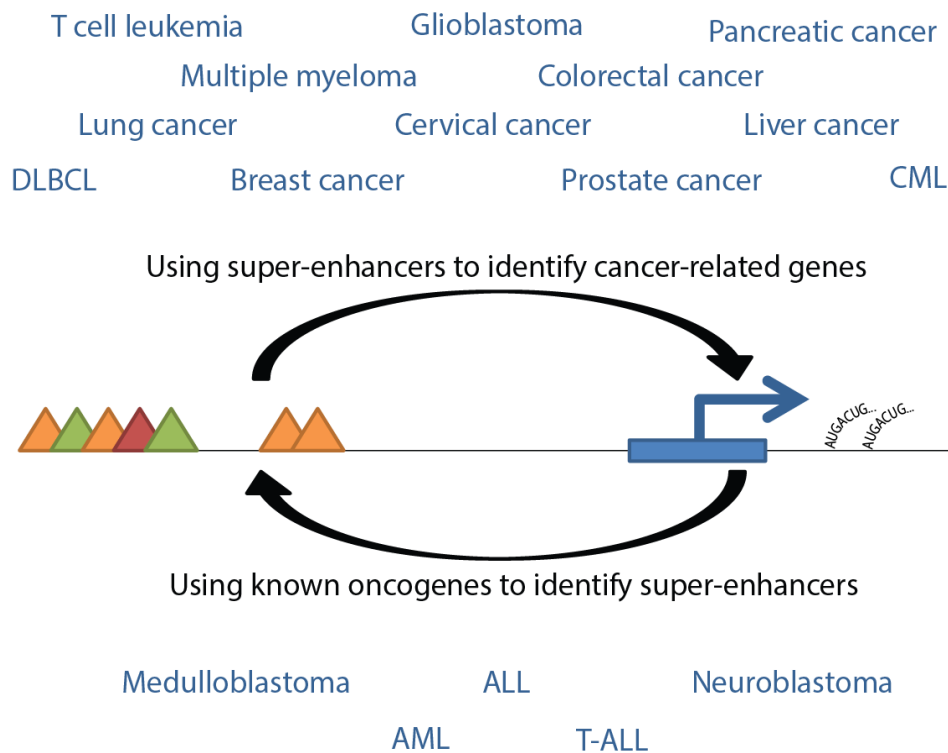 T cell leukemia Glioblastoma Pancreatic cancer
Multiple myeloma Colorectal cancer
Lung cancer Cervical cancer Liver cancer
DLBCL Breast cancer Prostate cancer CML
Using super-enhancers to identify cancer-related genes
AUGACUG... AUGACUG...
Using known oncogenes to identify super-enhancers
Medulloblastoma ALL Neuroblastoma
AML T-ALL